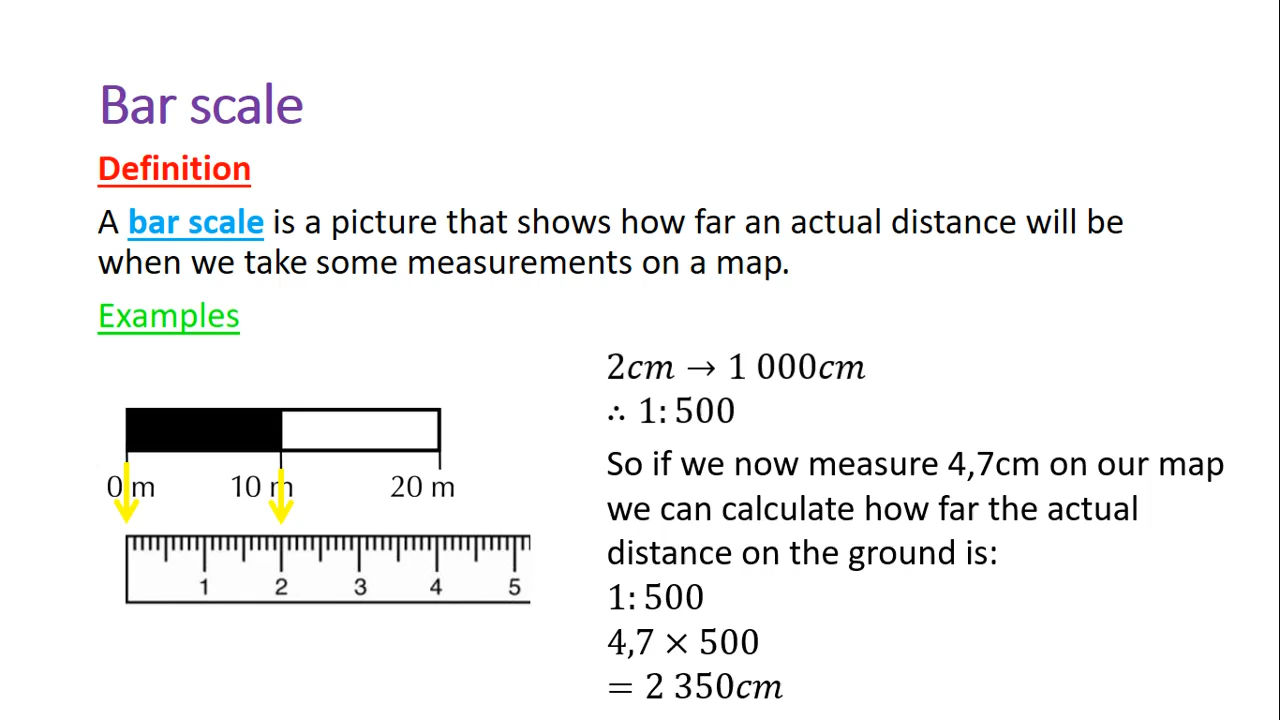 Bar scale
Definition
A bar scale is a picture that shows how far an actual distance will be
when we take some measurements on a map.
Examples
0 m 10 m 20 m
1 2 3 4 5
2cm → 1 000cm
∴ 1: 500
So if we now measure 4,7cm on our map
we can calculate how far the actual
distance on the ground is:
1: 500
4,7 × 500
= 2 350cm